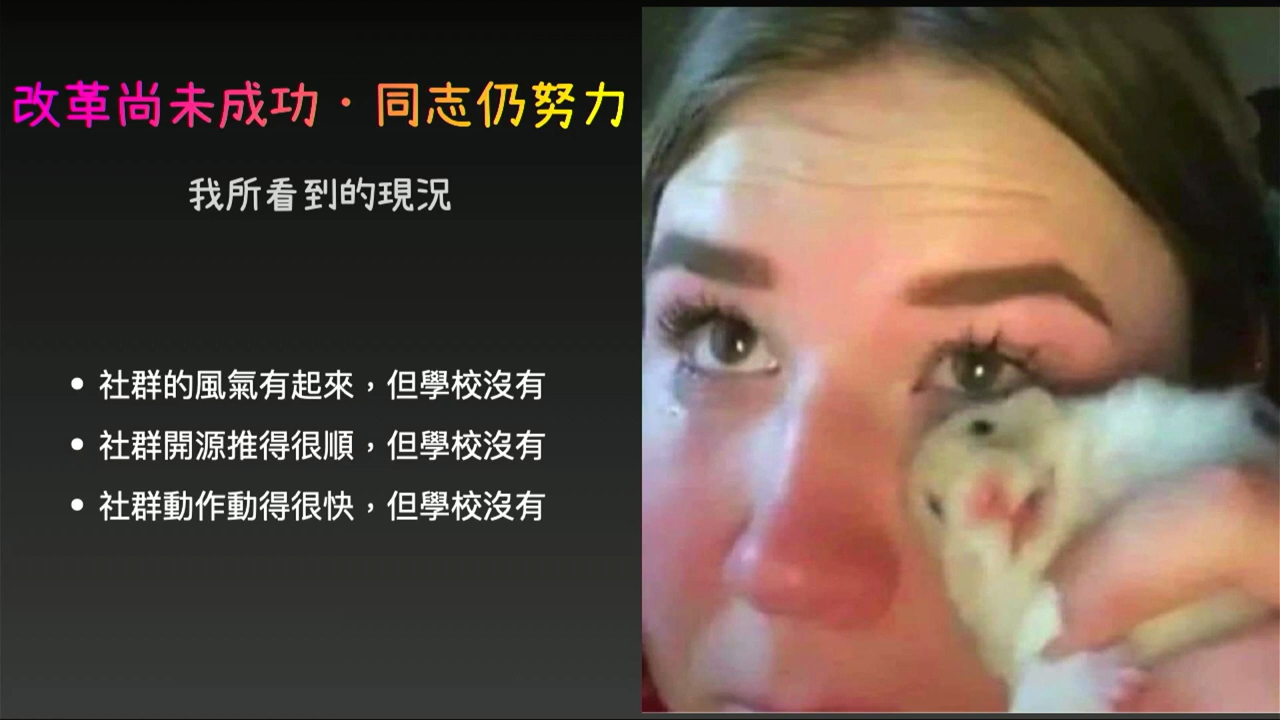 改革尚未成功・同志仍努力
我所看到的現況
• 社群的風氣有起來，但學校沒有
• 社群開源推得很順，但學校沒有
• 社群動作動得很快，但學校沒有